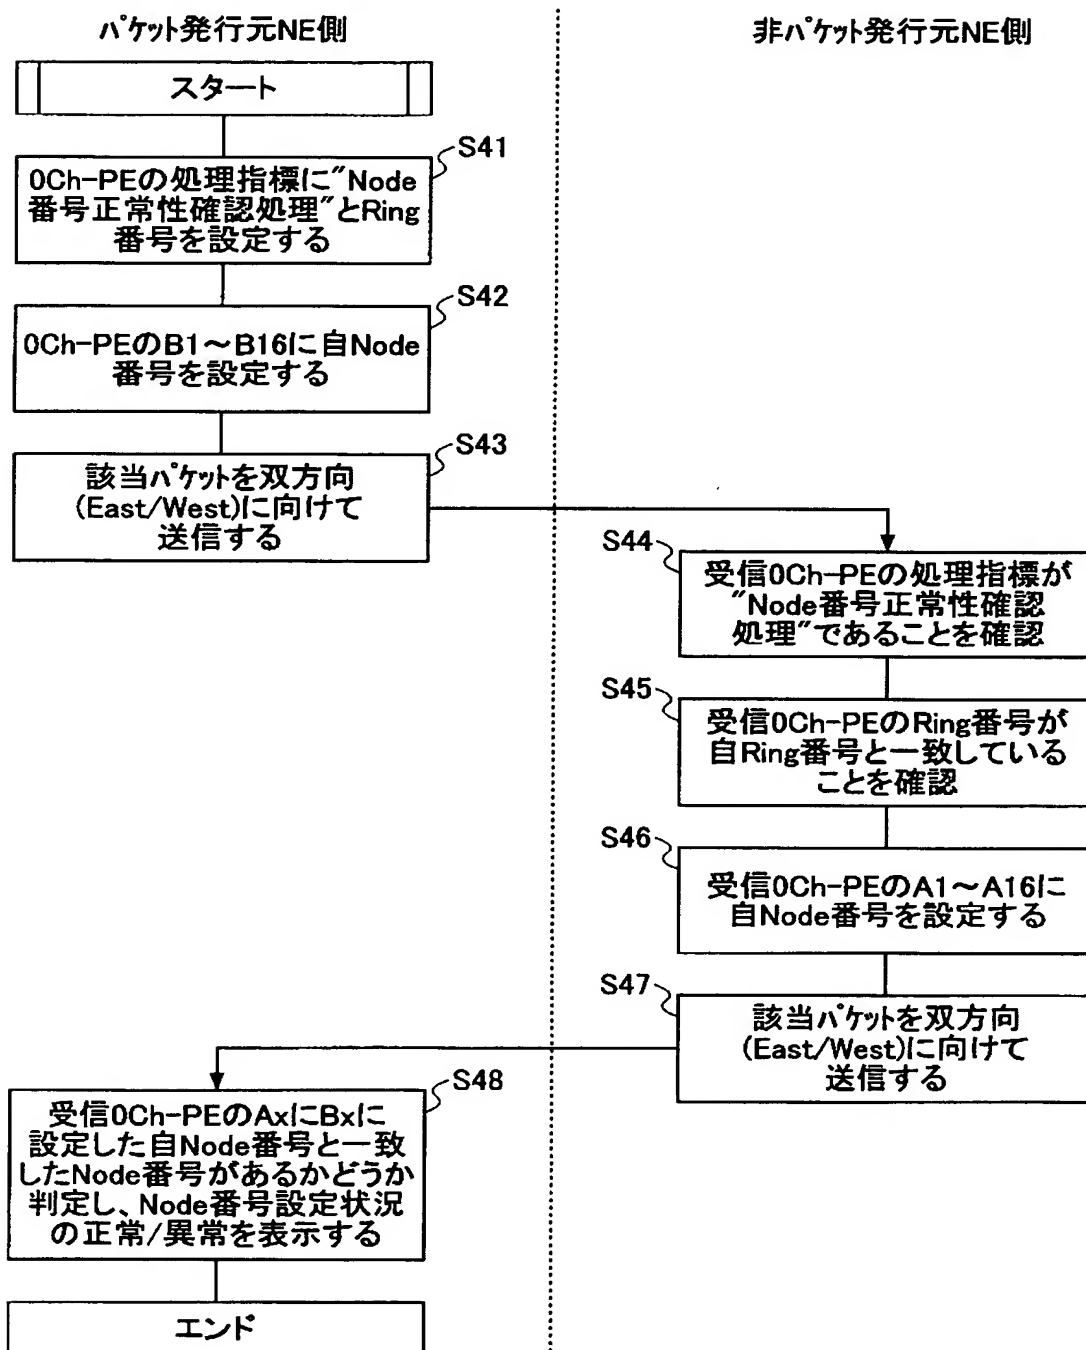 パケット発行元NE側
非パケット発行元NE側
スタート
S41
0Ch-PEの処理指標に"Node
番号正常性確認処理"とRing
番号を設定する
S42
0Ch-PEのB1～B16に自Node
番号を設定する
S43
該当パケットを双方向
(East/West)に向けて
送信する
S44
受信0Ch-PEの処理指標が
"Node番号正常性確認
処理"であることを確認
S45
受信0Ch-PEのRing番号が
自Ring番号と一致している
ことを確認
S46
受信0Ch-PEのA1～A16に
自Node番号を設定する
S47
該当パケットを双方向
(East/West)に向けて
送信する
S48
受信0Ch-PEのAxにBxに
設定した自Node番号と一致
したNode番号があるかどうか
判定し、Node番号設定状況
の正常/異常を表示する
エンド